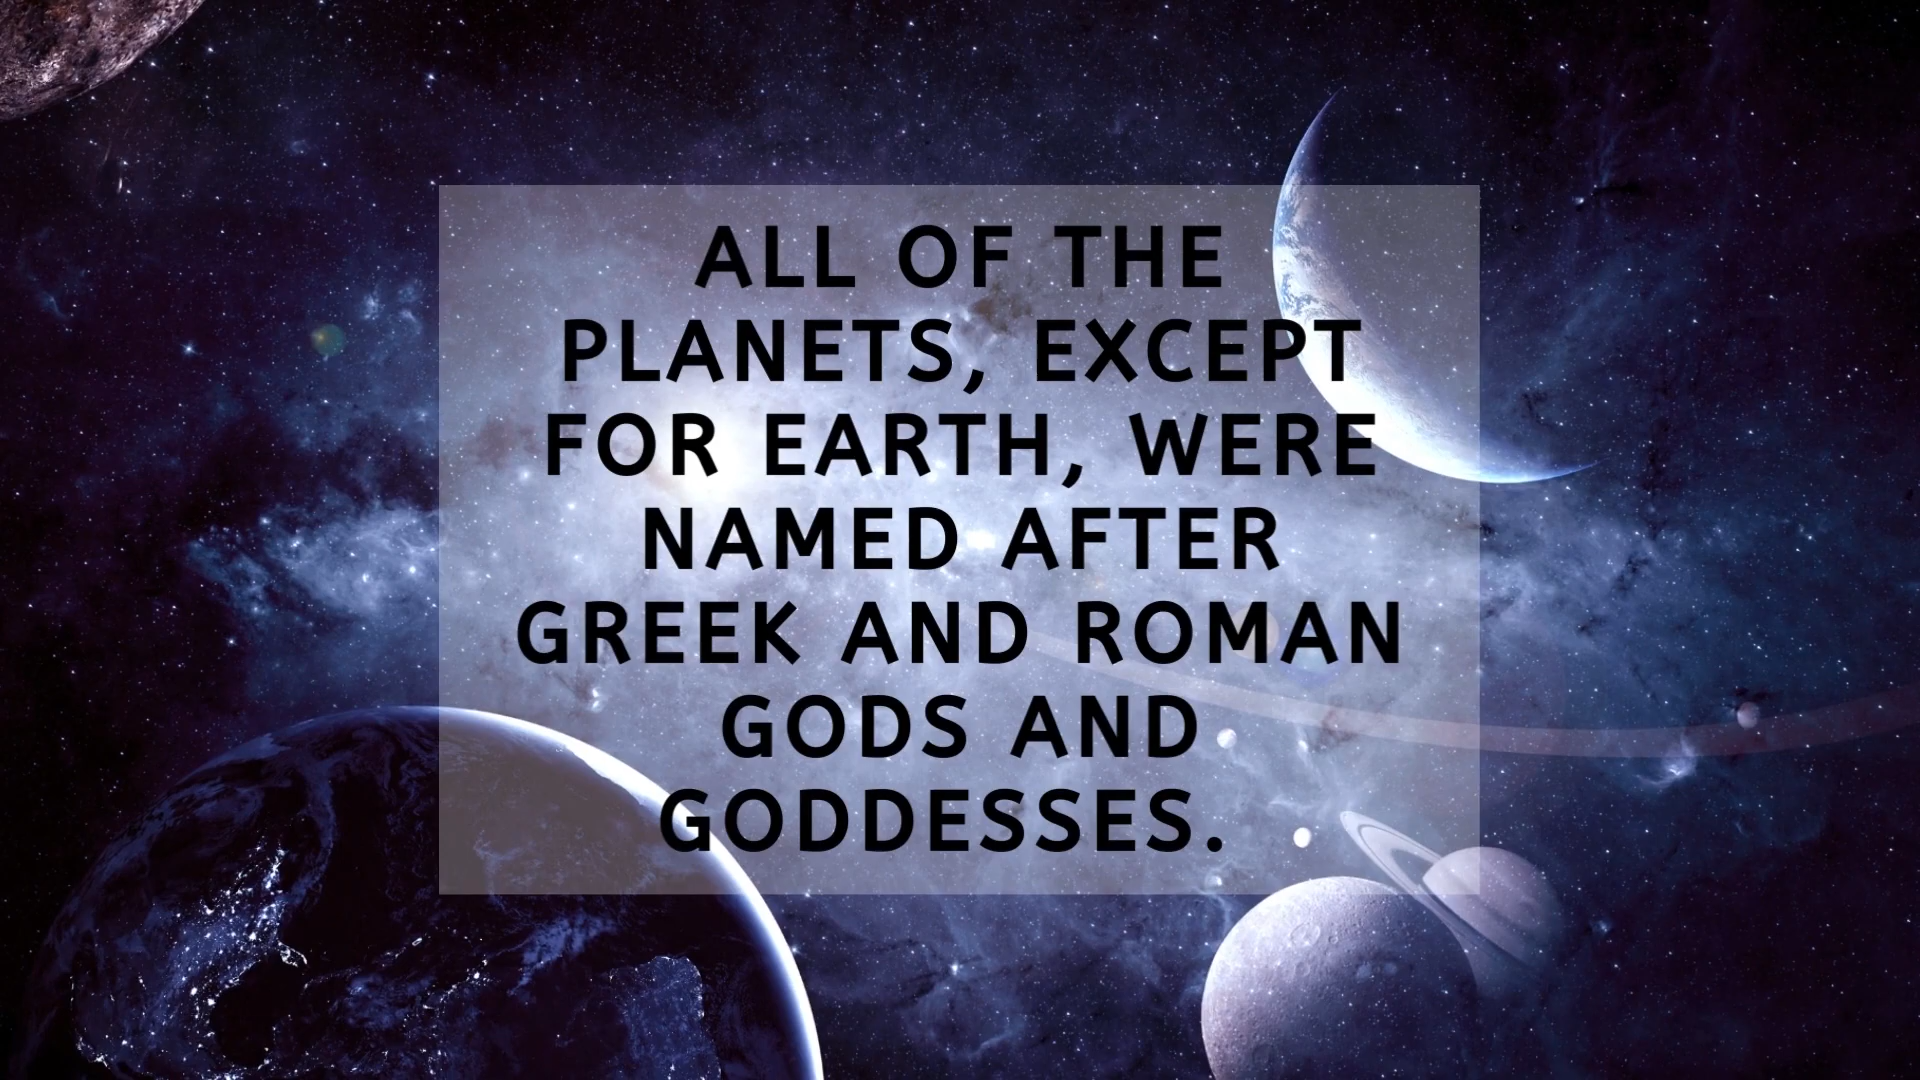 ALL OF THE
PLANETS, EXCEPT
FOR EARTH, WERE
NAMED AFTER
GREEK AND ROMAN
GODS AND
GODDESSES.